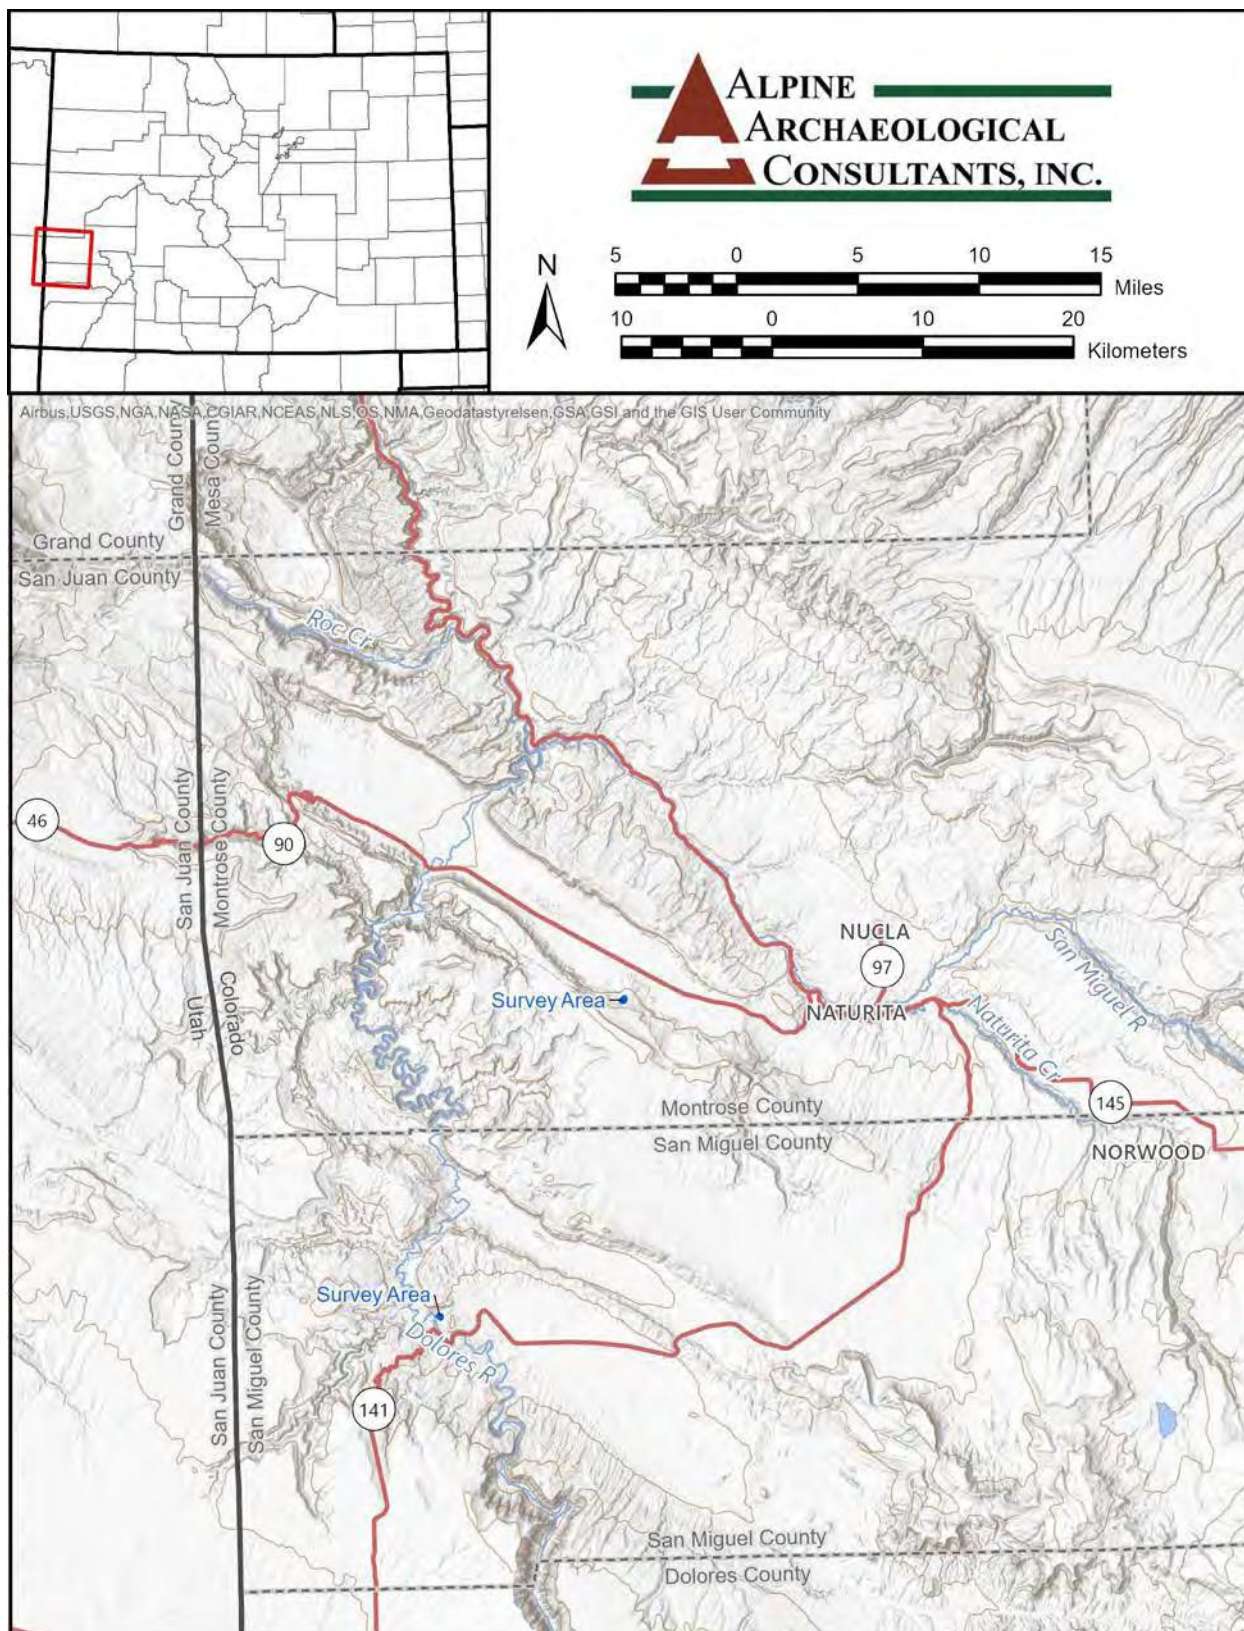 ALPINE
ARCHAEOLOGICAL
CONSULTANTS, INC.
N
5 0 5 10 15
Miles
10 0 10 20
Kilometers
Airbus,USGS,NGA,NASA,CGIAR,NCEAS,NLS,OS,NMA,Geodatastyrelsen,GSA,GSI and the GIS User Community
Grand County
Mesa County
Grand County
San Juan County
Roc Cr
46
90
San Juan County
Montrose County
NUCLA
97
San Miguel R
Survey Area
NATURITA
Naturita Cr
Utah
Colorado
145
Montrose County
San Miguel County
NORWOOD
Survey Area
Dolores R
San Juan County
San Miguel County
141
San Miguel County
Dolores County